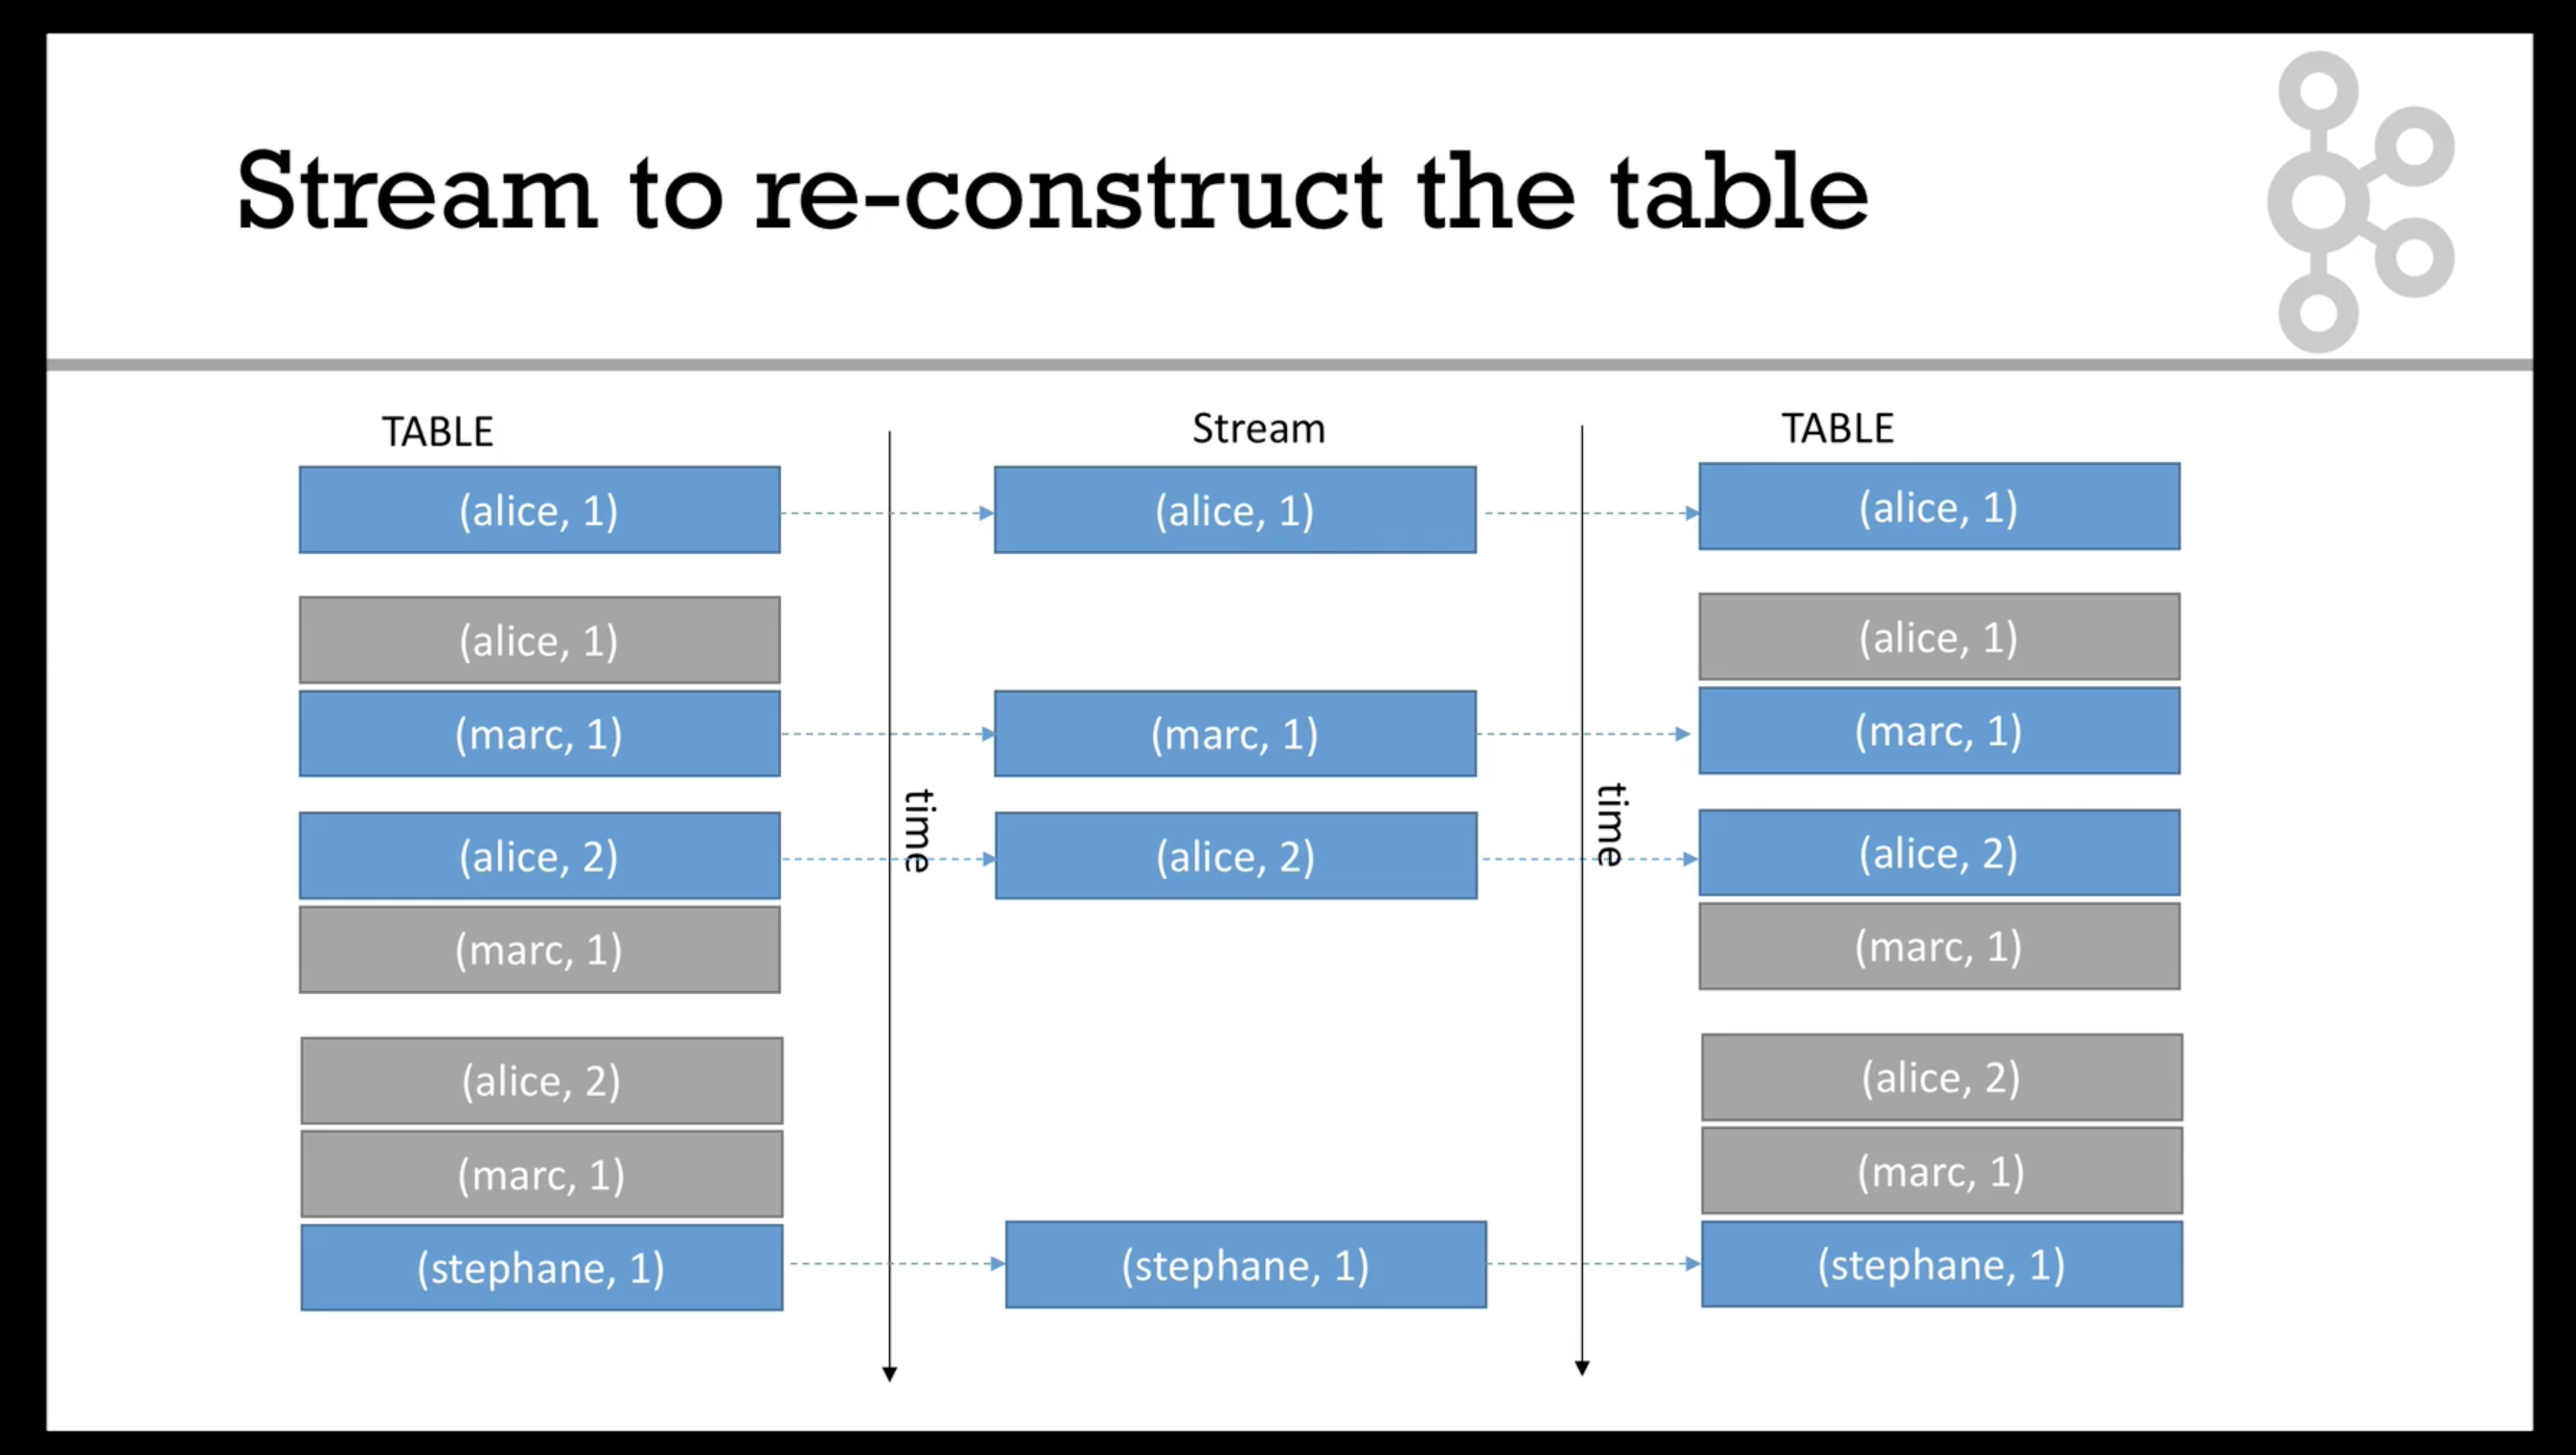 Stream to re-construct the table
TABLE
(alice, 1)
(alice, 1)
(marc, 1)
(alice, 2)
(marc, 1)
(alice, 2)
(marc, 1)
(stephane, 1)
time
Stream
(alice, 1)
(marc, 1)
(alice, 2)
(stephane, 1)
time
TABLE
(alice, 1)
(alice, 1)
(marc, 1)
(alice, 2)
(marc, 1)
(alice, 2)
(marc, 1)
(stephane, 1)